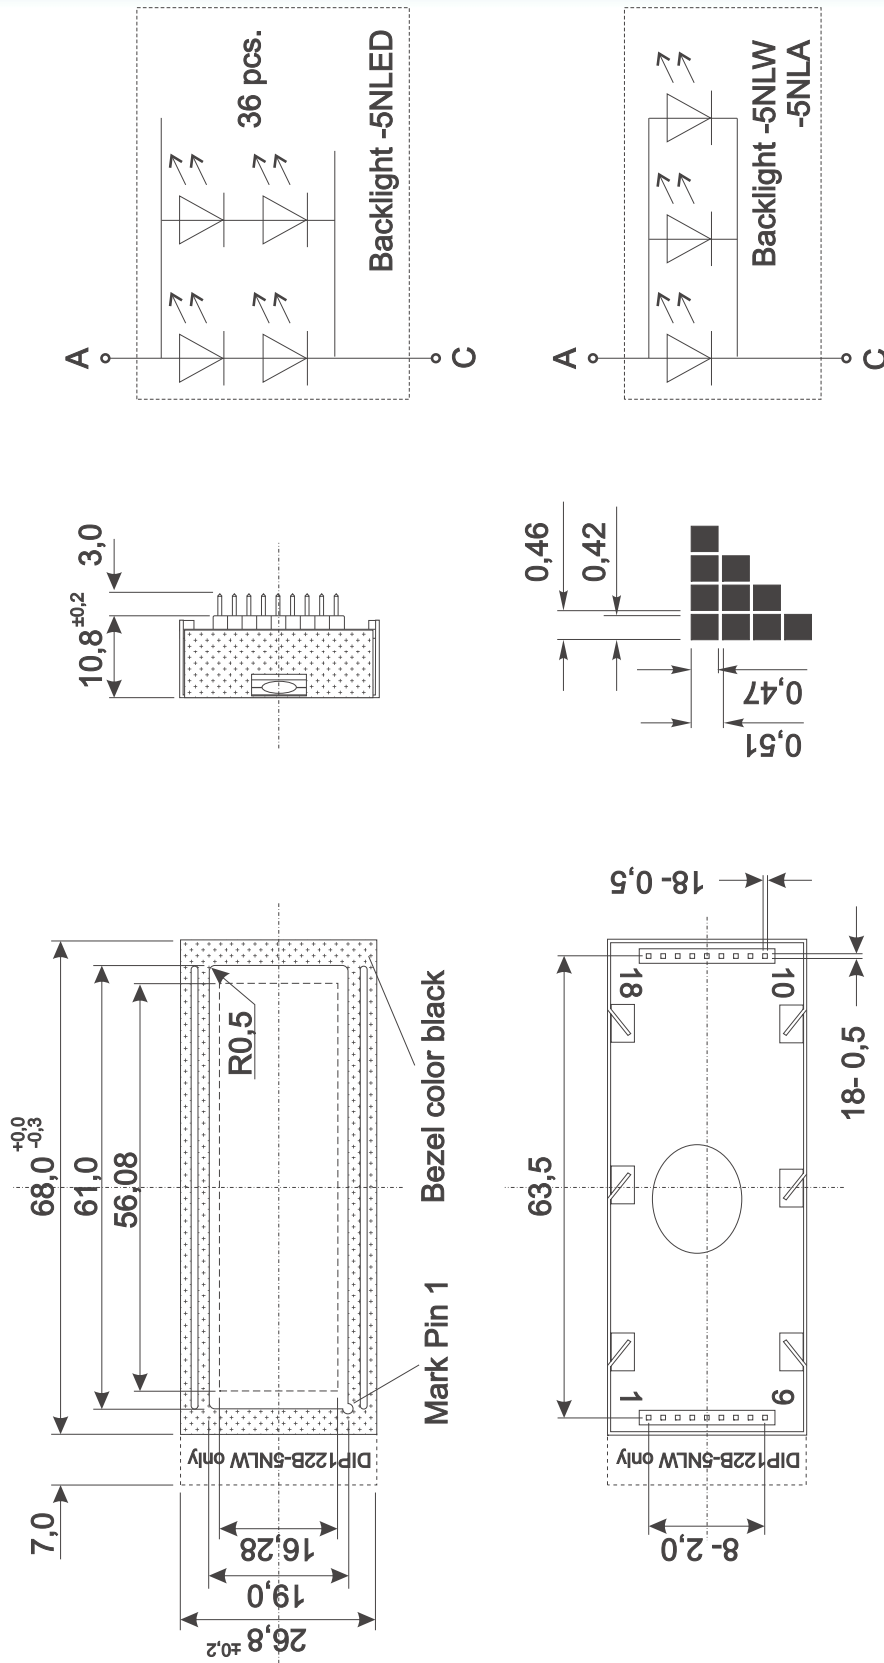 36 pcs.
Backlight -5NLED
A
C
Backlight -5NLW
-5NLA
A
C
3,0
10,8 ±0,2
0,46
0,42
0,47
0,51
68,0 +0,0 -0,3
61,0
56,08
R0,5
Bezel color black
Mark Pin 1
DIP122B-5NLW only
7,0
16,28
19,0
26,8 ±0,2
18- 0,5
18
10
18- 0,5
63,5
1
9
DIP122B-5NLW only
8- 2,0